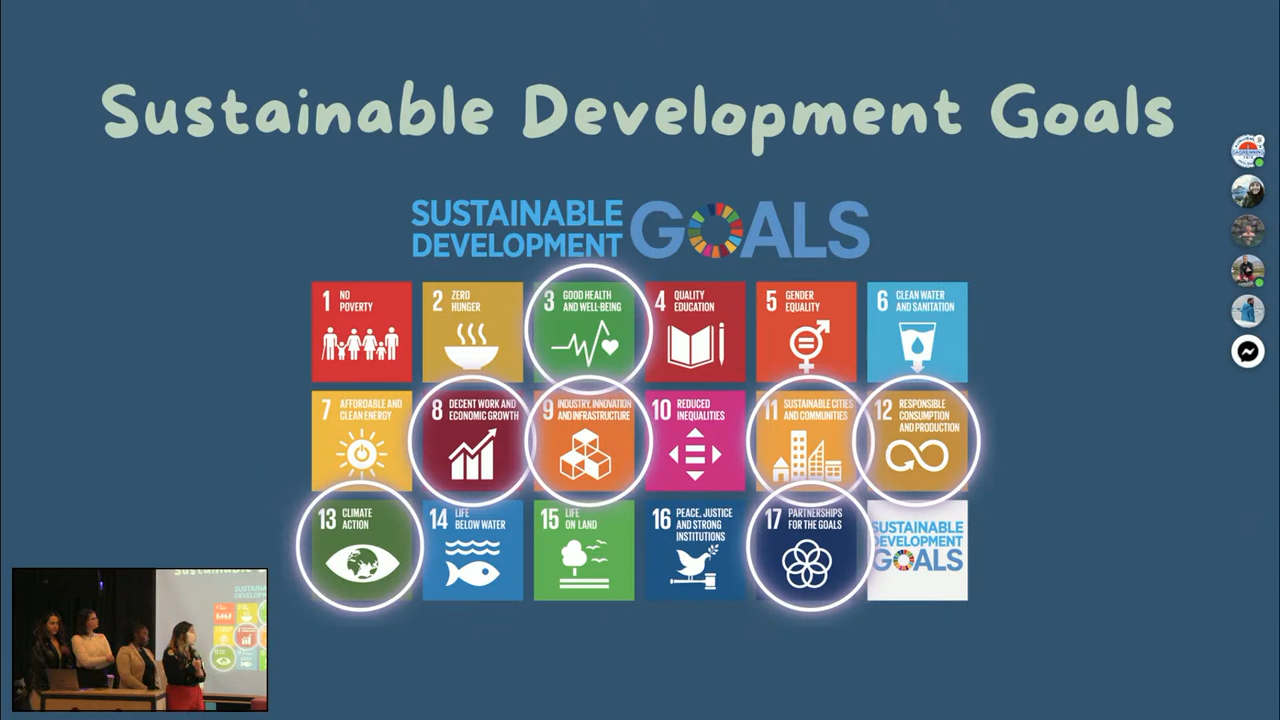 Sustainable Development Goals
SUSTAINABLE
DEVELOPMENT
GOALS
1 NO
POVERTY
2 ZERO
HUNGER
3 GOOD HEALTH
AND WELL-BEING
4 QUALITY
EDUCATION
5 GENDER
EQUALITY
6 CLEAN WATER
AND SANITATION
7 AFFORDABLE AND
CLEAN ENERGY
8 DECENT WORK AND
ECONOMIC GROWTH
9 INDUSTRY, INNOVATION
AND INFRASTRUCTURE
10 REDUCED
INEQUALITIES
11 SUSTAINABLE CITIES
AND COMMUNITIES
12 RESPONSIBLE
CONSUMPTION
AND PRODUCTION
13 CLIMATE
ACTION
14 LIFE
BELOW WATER
15 LIFE
ON LAND
16 PEACE, JUSTICE
AND STRONG
INSTITUTIONS
17 PARTNERSHIPS
FOR THE GOALS
SUSTAINABLE
DEVELOPMENT
GOALS